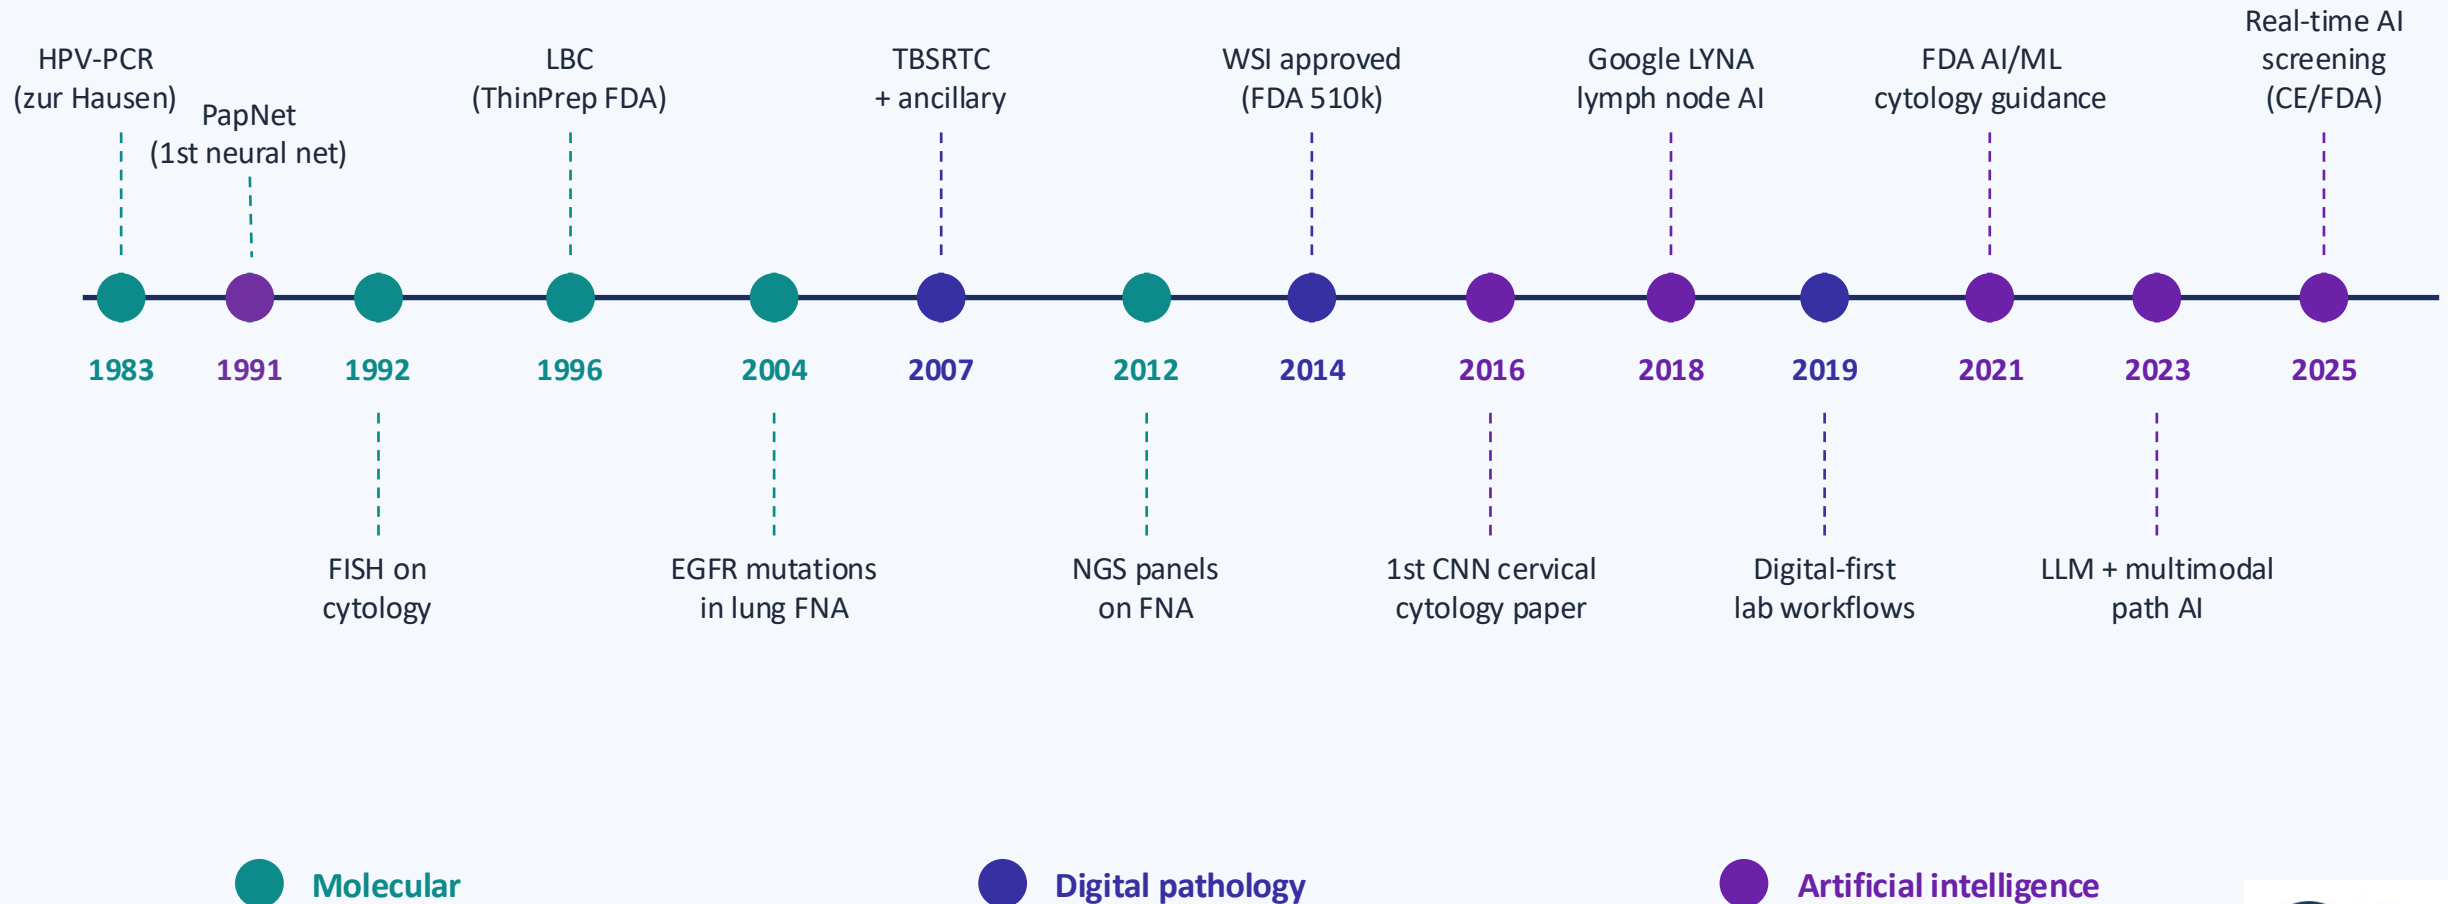 HPV-PCR
(zur Hausen)
PapNet
(1st neural net)
LBC
(ThinPrep FDA)
TBSRTC
+ ancillary
WSI approved
(FDA 510k)
Google LYNA
lymph node AI
FDA AI/ML
cytology guidance
Real-time AI
screening
(CE/FDA)
1983 1991 1992 1996 2004 2007 2012 2014 2016 2018 2019 2021 2023 2025
FISH on
cytology
EGFR mutations
in lung FNA
NGS panels
on FNA
1st CNN cervical
cytology paper
Digital-first
lab workflows
LLM + multimodal
path AI
Molecular
Digital pathology
Artificial intelligence